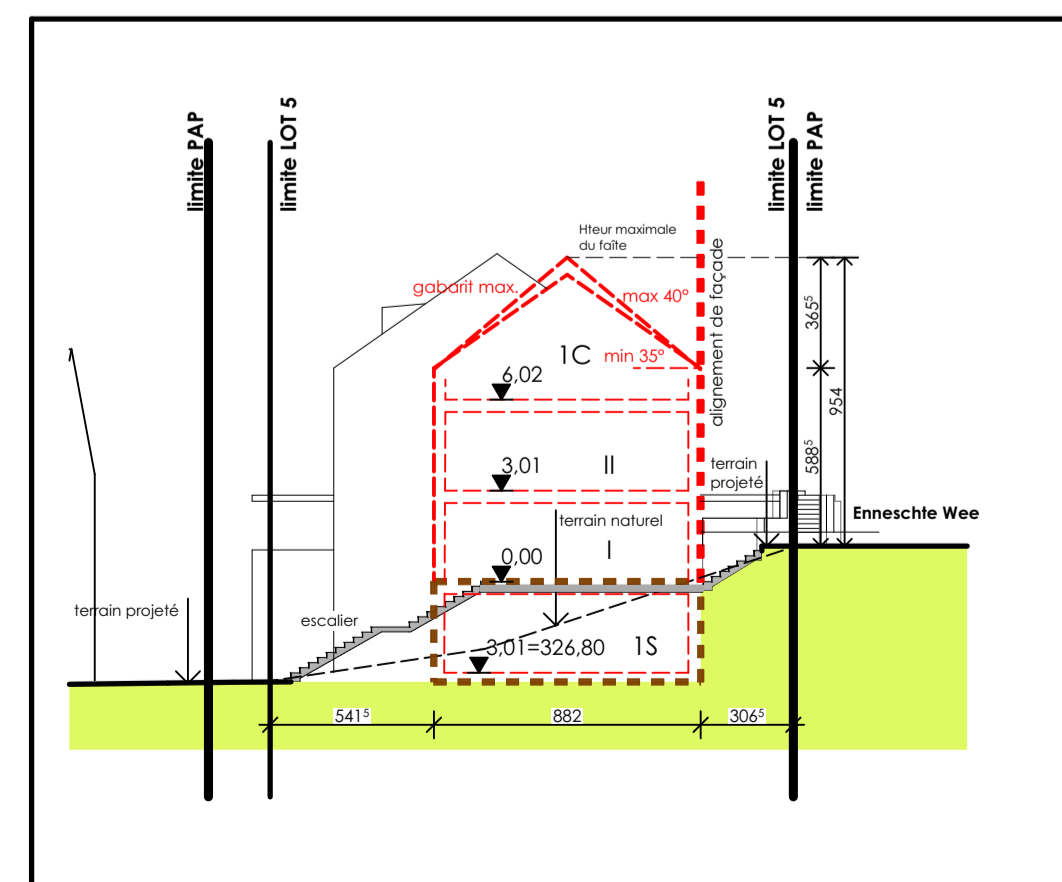 limite PAP
limite LOT 5
limite LOT 5
limite PAP
Hteur maximale
du faîte
alignement de façade
gabarit max.
max 40°
365⁵
1C
min 35°
6,02
954
588⁵
3,01
II
terrain
projeté
Enneschte Wee
terrain naturel
0,00
I
terrain projeté
escalier
3,01=326,80
1S
541⁵
882
306⁵